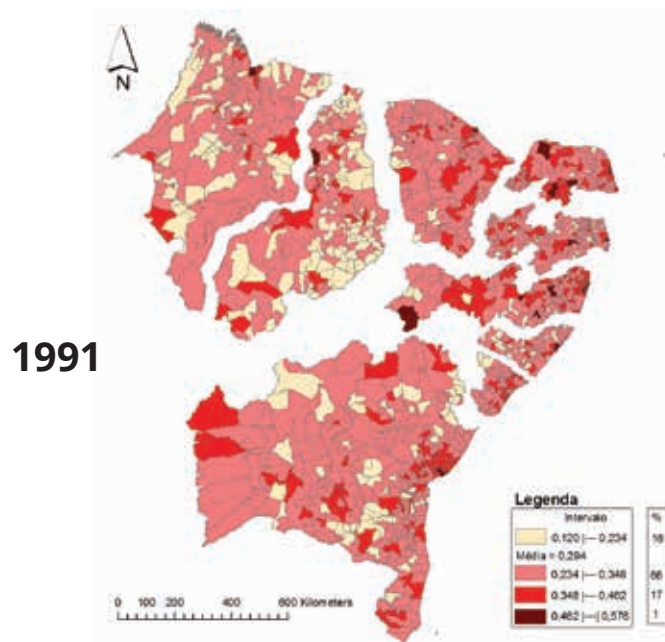 N
1991
Legenda
Intervalo %
0,120 |--- 0,234 16
Média = 0,294
0,234 |--- 0,348 66
0,348 |--- 0,462 17
0,462 |---| 0,576 1
0 100 200 400 600 Kilometers